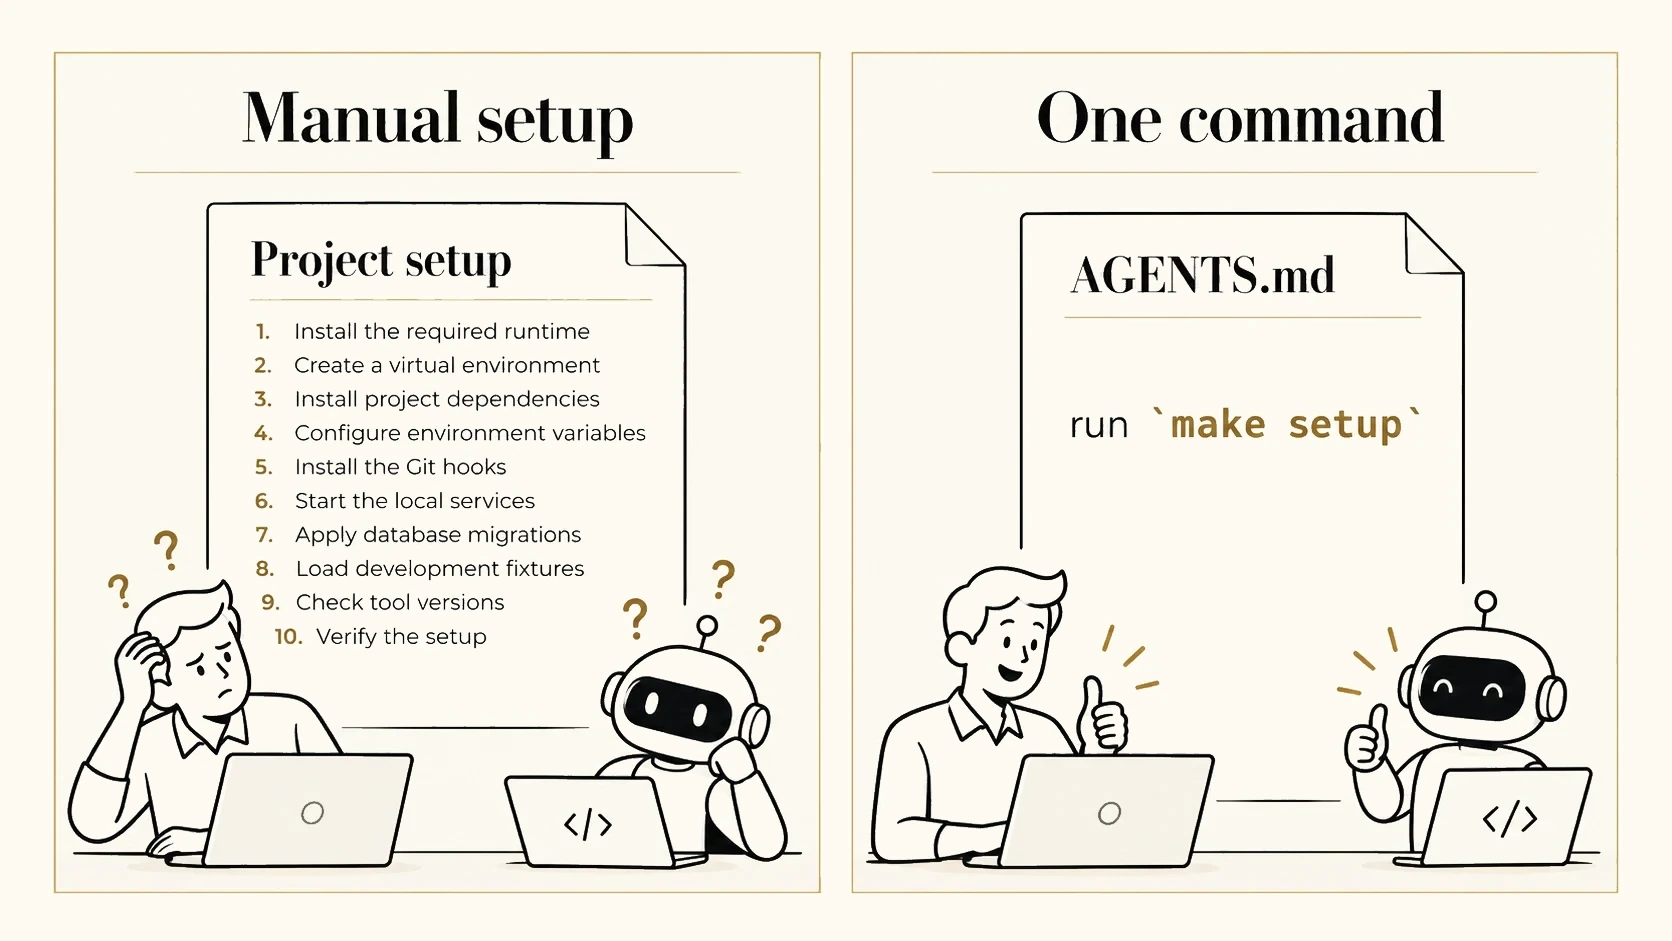 Manual setup
Project setup
1. Install the required runtime
2. Create a virtual environment
3. Install project dependencies
4. Configure environment variables
5. Install the Git hooks
6. Start the local services
7. Apply database migrations
8. Load development fixtures
9. Check tool versions
10. Verify the setup
? ?
? ? ?
</>
One command
AGENTS.md
run `make setup`
</>